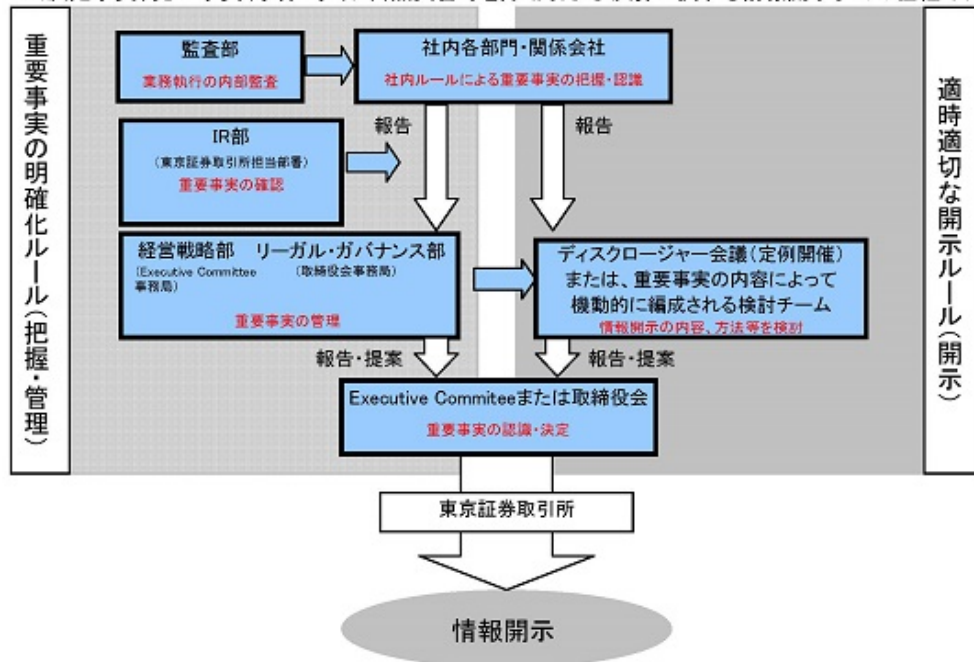 重要事実の明確化ルール（把握・管理）
監査部
業務執行の内部監査
社内各部門・関係会社
社内ルールによる重要事実の把握・認識
適時適切な開示ルール（開示）
報告
報告
IR部
（東京証券取引所担当部署）
重要事実の確認
経営戦略部 リーガル・ガバナンス部
（Executive Committee
事務局）
（取締役会事務局）
重要事実の管理
ディスクロージャー会議（定例開催）
または、重要事実の内容によって
機動的に編成される検討チーム
情報開示の内容、方法等を検討
報告・提案
報告・提案
Executive Commiteeまたは取締役会
重要事実の認識・決定
東京証券取引所
情報開示